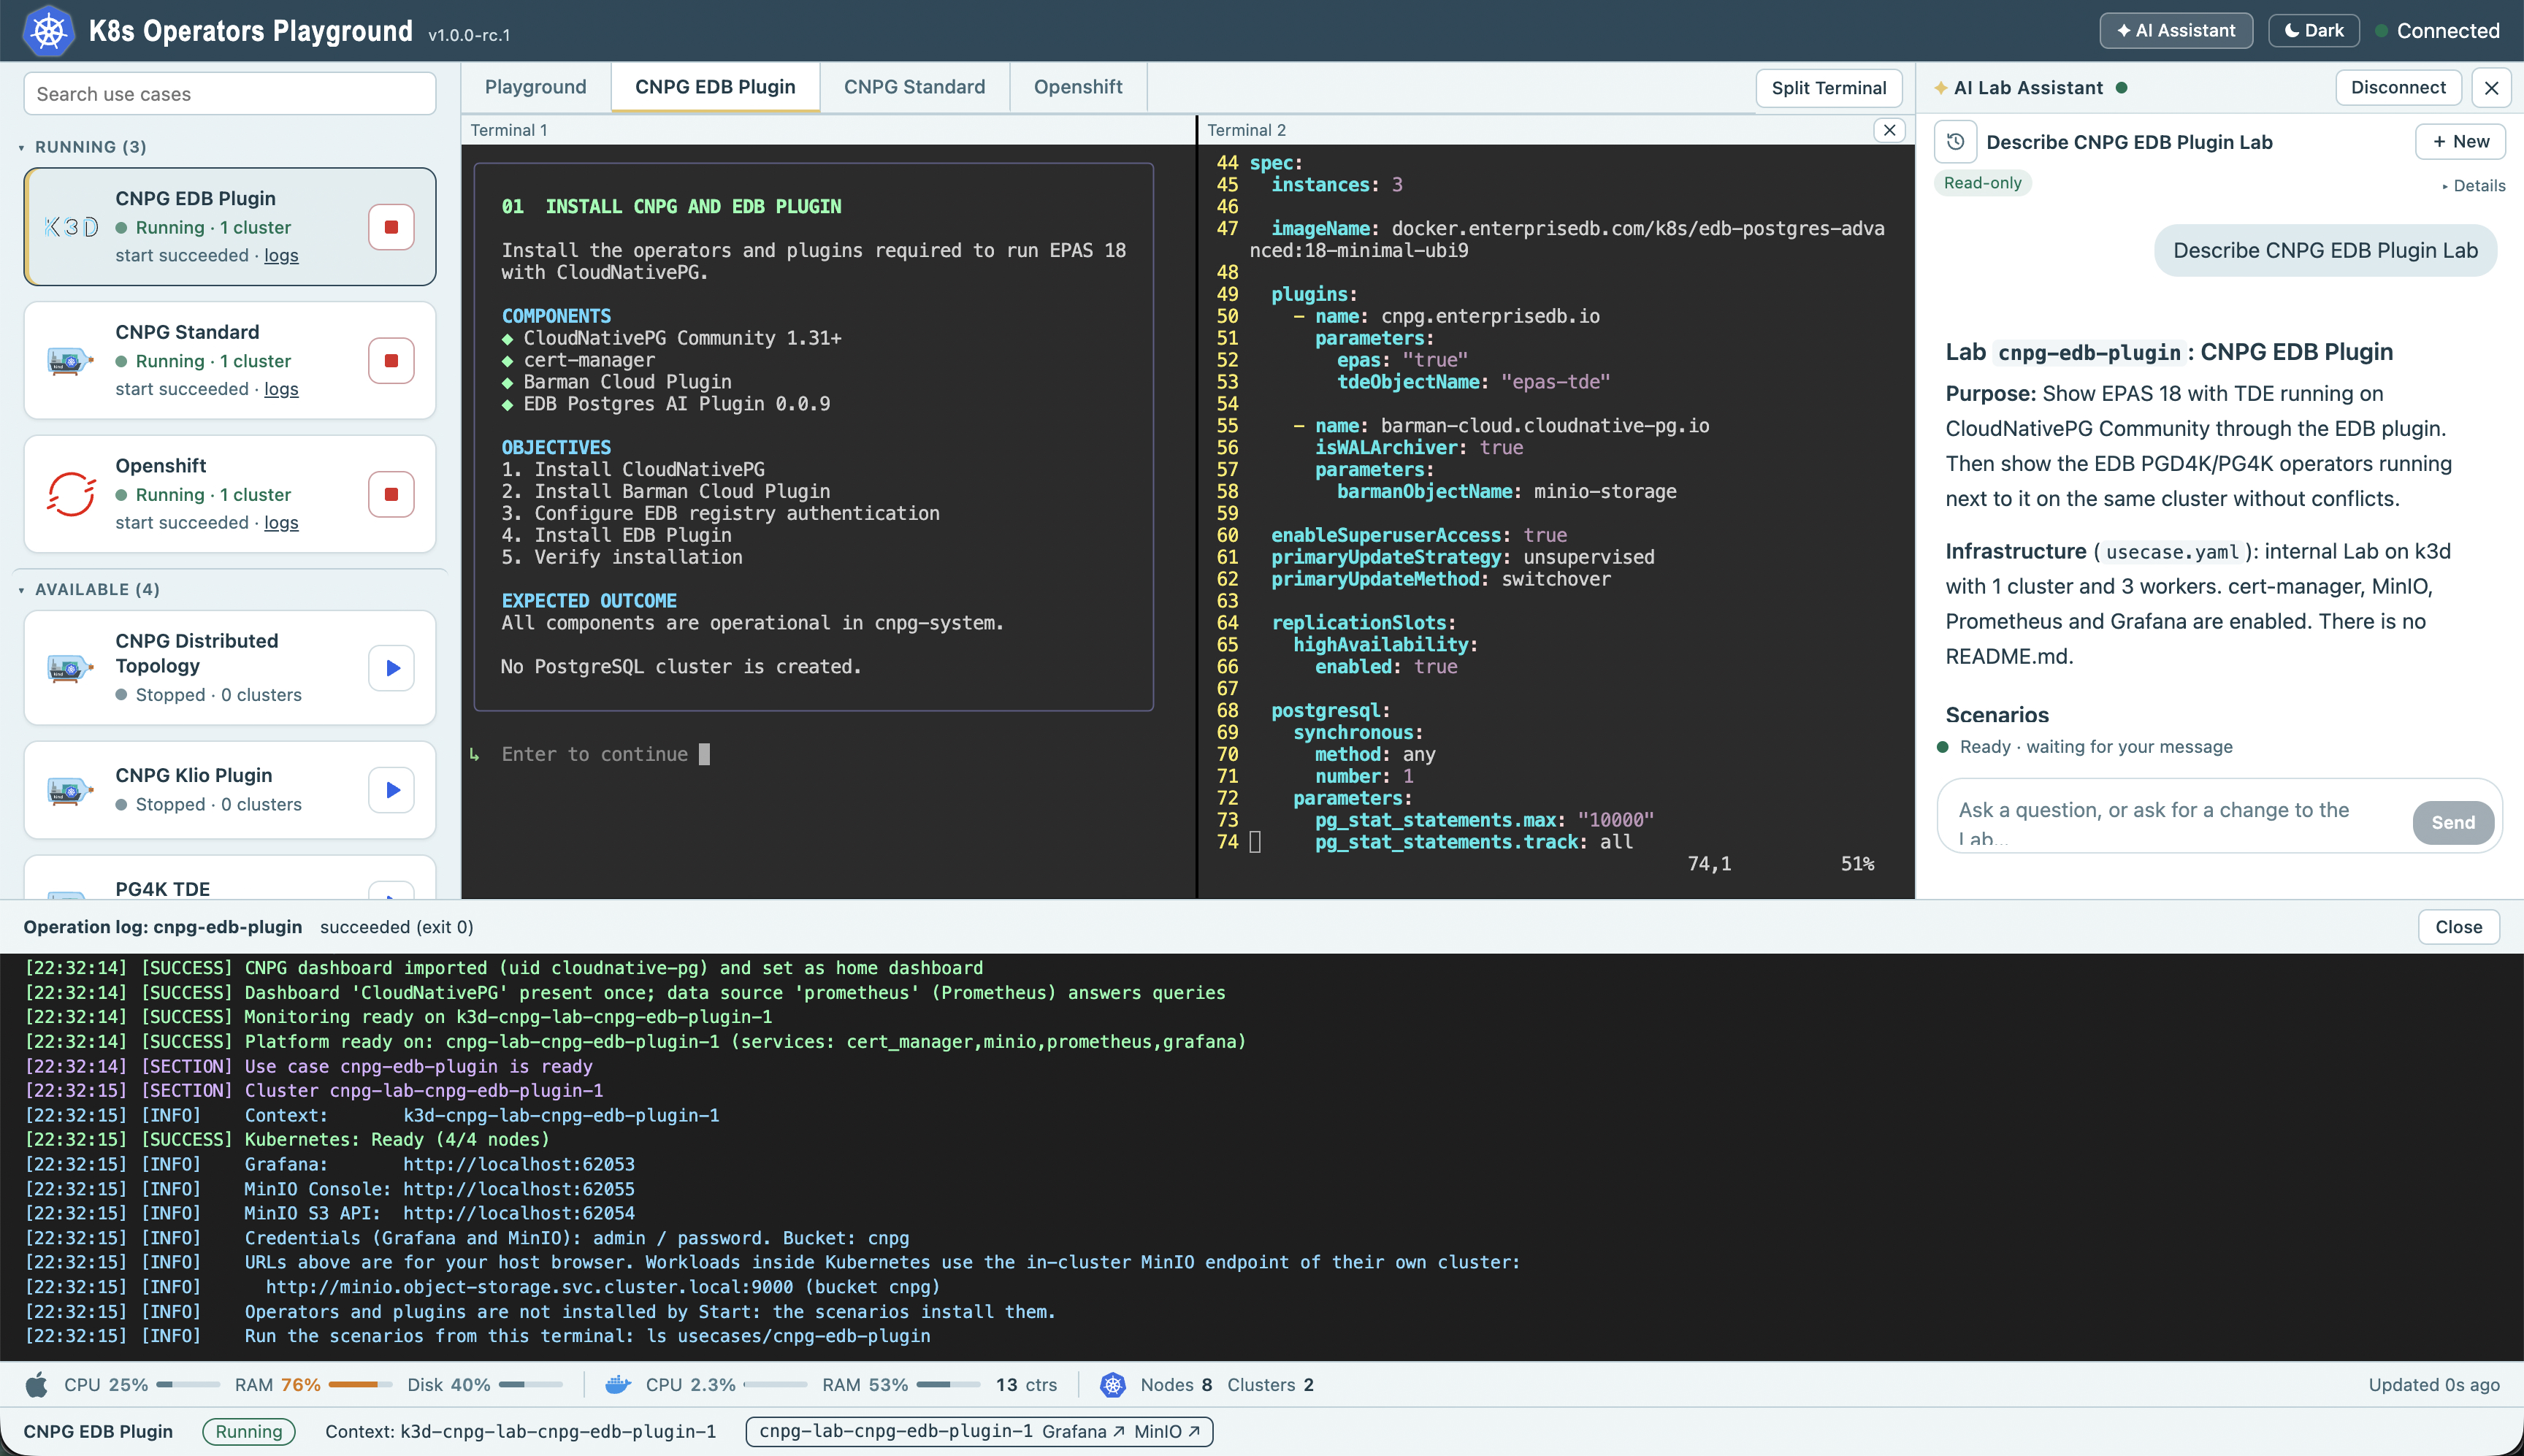 K8s Operators Playground v1.0.0-rc.1
✦ AI Assistant
Dark
Connected
Search use cases
▾ RUNNING (3)
K3D
CNPG EDB Plugin
Running · 1 cluster
start succeeded · logs
CNPG Standard
Running · 1 cluster
start succeeded · logs
Openshift
Running · 1 cluster
start succeeded · logs
▾ AVAILABLE (4)
CNPG Distributed
Topology
Stopped · 0 clusters
CNPG Klio Plugin
Stopped · 0 clusters
PG4K TDE
Playground
CNPG EDB Plugin
CNPG Standard
Openshift
Split Terminal
Terminal 1
01 INSTALL CNPG AND EDB PLUGIN
Install the operators and plugins required to run EPAS 18
with CloudNativePG.
COMPONENTS
◆ CloudNativePG Community 1.31+
◆ cert-manager
◆ Barman Cloud Plugin
◆ EDB Postgres AI Plugin 0.0.9
OBJECTIVES
1. Install CloudNativePG
2. Install Barman Cloud Plugin
3. Configure EDB registry authentication
4. Install EDB Plugin
5. Verify installation
EXPECTED OUTCOME
All components are operational in cnpg-system.
No PostgreSQL cluster is created.
↳ Enter to continue
Terminal 2
44 spec:
45   instances: 3
46
47   imageName: docker.enterprisedb.com/k8s/edb-postgres-adva
nced:18-minimal-ubi9
48
49   plugins:
50     - name: cnpg.enterprisedb.io
51       parameters:
52         epas: "true"
53         tdeObjectName: "epas-tde"
54
55     - name: barman-cloud.cloudnative-pg.io
56       isWALArchiver: true
57       parameters:
58         barmanObjectName: minio-storage
59
60   enableSuperuserAccess: true
61   primaryUpdateStrategy: unsupervised
62   primaryUpdateMethod: switchover
63
64   replicationSlots:
65     highAvailability:
66       enabled: true
67
68   postgresql:
69     synchronous:
70       method: any
71       number: 1
72     parameters:
73       pg_stat_statements.max: "10000"
74       pg_stat_statements.track: all
74,1 51%
✦ AI Lab Assistant
Disconnect
Describe CNPG EDB Plugin Lab
+ New
Read-only
▸ Details
Describe CNPG EDB Plugin Lab
Lab cnpg-edb-plugin: CNPG EDB Plugin
Purpose: Show EPAS 18 with TDE running on
CloudNativePG Community through the EDB plugin.
Then show the EDB PGD4K/PG4K operators running
next to it on the same cluster without conflicts.
Infrastructure (usecase.yaml): internal Lab on k3d
with 1 cluster and 3 workers. cert-manager, MinIO,
Prometheus and Grafana are enabled. There is no
README.md.
Scenarios
Ready · waiting for your message
Ask a question, or ask for a change to the
Lab...
Send
Operation log: cnpg-edb-plugin succeeded (exit 0)
Close
[22:32:14] [SUCCESS] CNPG dashboard imported (uid cloudnative-pg) and set as home dashboard
[22:32:14] [SUCCESS] Dashboard 'CloudNativePG' present once; data source 'prometheus' (Prometheus) answers queries
[22:32:14] [SUCCESS] Monitoring ready on k3d-cnpg-lab-cnpg-edb-plugin-1
[22:32:14] [SUCCESS] Platform ready on: cnpg-lab-cnpg-edb-plugin-1 (services: cert_manager,minio,prometheus,grafana)
[22:32:14] [SECTION] Use case cnpg-edb-plugin is ready
[22:32:15] [SECTION] Cluster cnpg-lab-cnpg-edb-plugin-1
[22:32:15] [INFO]    Context:       k3d-cnpg-lab-cnpg-edb-plugin-1
[22:32:15] [SUCCESS] Kubernetes: Ready (4/4 nodes)
[22:32:15] [INFO]    Grafana:       http://localhost:62053
[22:32:15] [INFO]    MinIO Console: http://localhost:62055
[22:32:15] [INFO]    MinIO S3 API:  http://localhost:62054
[22:32:15] [INFO]    Credentials (Grafana and MinIO): admin / password. Bucket: cnpg
[22:32:15] [INFO]    URLs above are for your host browser. Workloads inside Kubernetes use the in-cluster MinIO endpoint of their own cluster:
[22:32:15] [INFO]      http://minio.object-storage.svc.cluster.local:9000 (bucket cnpg)
[22:32:15] [INFO]    Operators and plugins are not installed by Start: the scenarios install them.
[22:32:15] [INFO]    Run the scenarios from this terminal: ls usecases/cnpg-edb-plugin
CPU 25% RAM 76% Disk 40% CPU 2.3% RAM 53% 13 ctrs Nodes 8 Clusters 2 Updated 0s ago
CNPG EDB Plugin Running Context: k3d-cnpg-lab-cnpg-edb-plugin-1 cnpg-lab-cnpg-edb-plugin-1 Grafana ↗ MinIO ↗